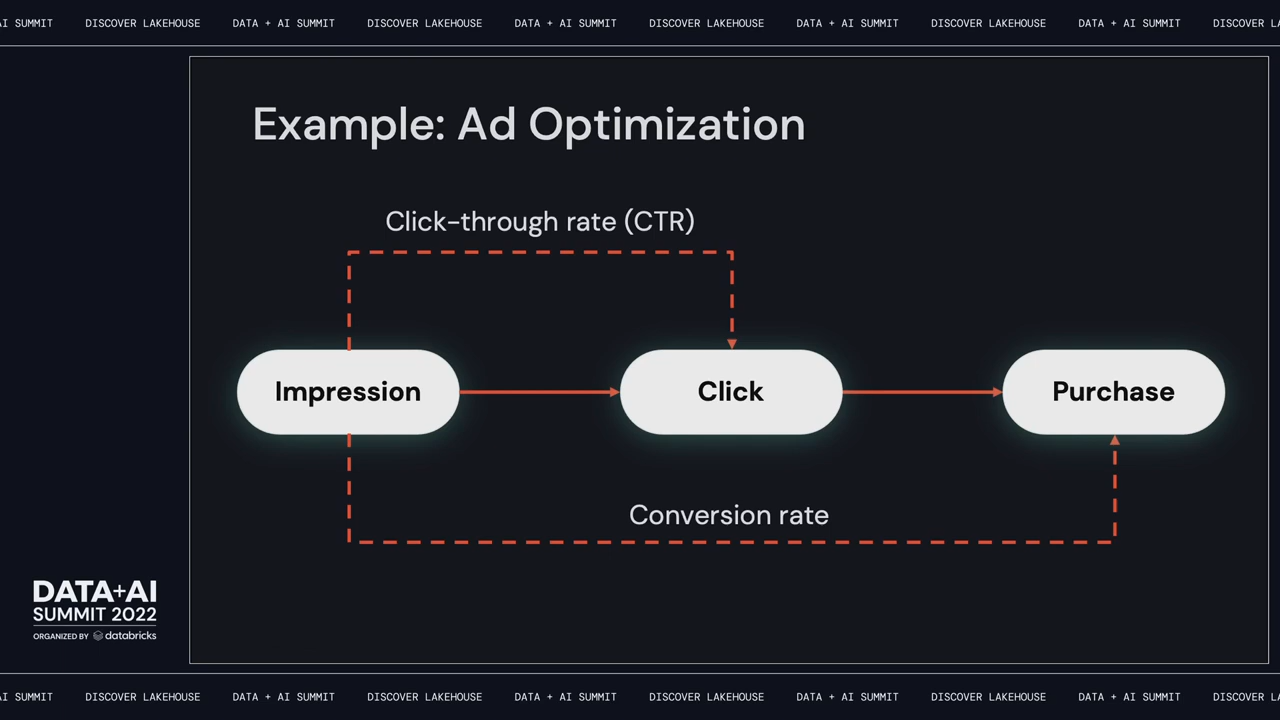 AI SUMMIT DISCOVER LAKEHOUSE DATA + AI SUMMIT DISCOVER LAKEHOUSE DATA + AI SUMMIT DISCOVER LAKEHOUSE DATA + AI SUMMIT DISCOVER LAKEHOUSE DATA + AI SUMMIT DISCOVER LA
Example: Ad Optimization
Click-through rate (CTR)
Impression
Click
Purchase
Conversion rate
DATA+AI
SUMMIT 2022
ORGANIZED BY databricks
AI SUMMIT DISCOVER LAKEHOUSE DATA + AI SUMMIT DISCOVER LAKEHOUSE DATA + AI SUMMIT DISCOVER LAKEHOUSE DATA + AI SUMMIT DISCOVER LAKEHOUSE DATA + AI SUMMIT DISCOVER LA